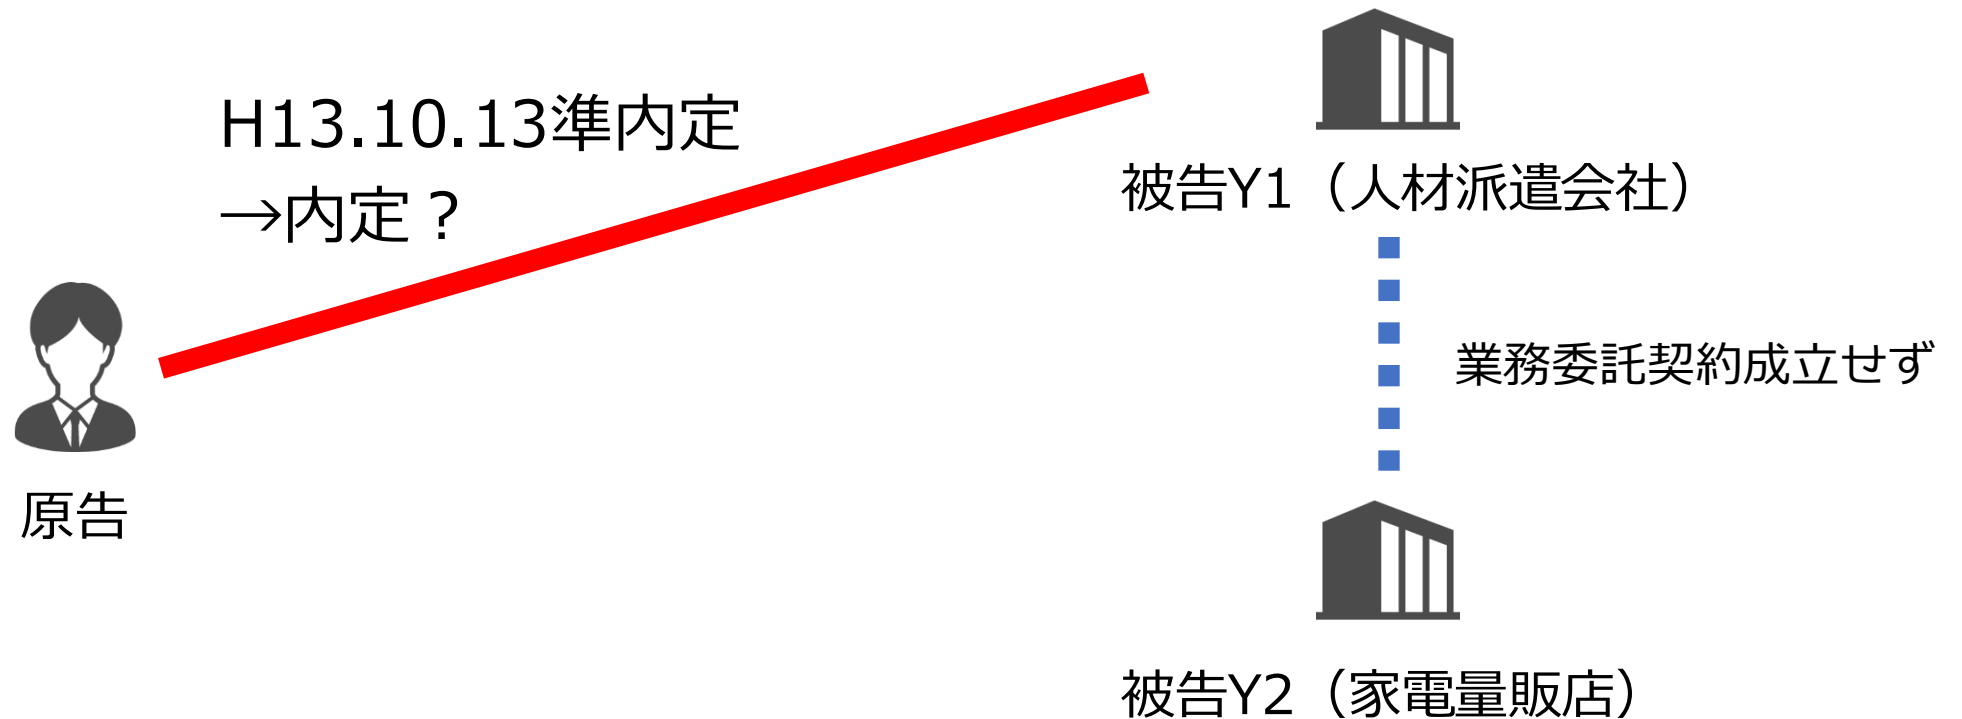 H13.10.13準内定
→内定？
被告Y1（人材派遣会社）
業務委託契約成立せず
原告
被告Y2（家電量販店）